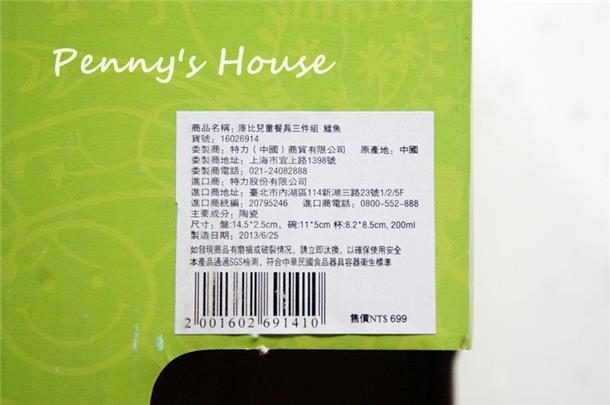 Penny's House
商品名稱：庫比兒童餐具三件組 鱷魚
貨號：16026914
委製商：特力（中國）商貿有限公司 原產地：中國
委製商地址：上海市宜上路1398號
委製商電話：021-24082888
進口商：特力股份有限公司
進口商地址：臺北市內湖區114新湖三路23號1/2/5F
進口商統編：20795246 進口商電話：0800-552-888
主要成分：陶瓷
尺寸：盤:14.5*2.5cm，碗:11*5cm 杯:8.2*8.5cm, 200ml
製造日期：2013/6/25
如發現商品有磨損或破裂情況，請立即汰換，以確保使用安全
本產品通過SGS檢測，符合中華民國食品器具容器衛生標準
2 001602 691410
售價NT$ 699